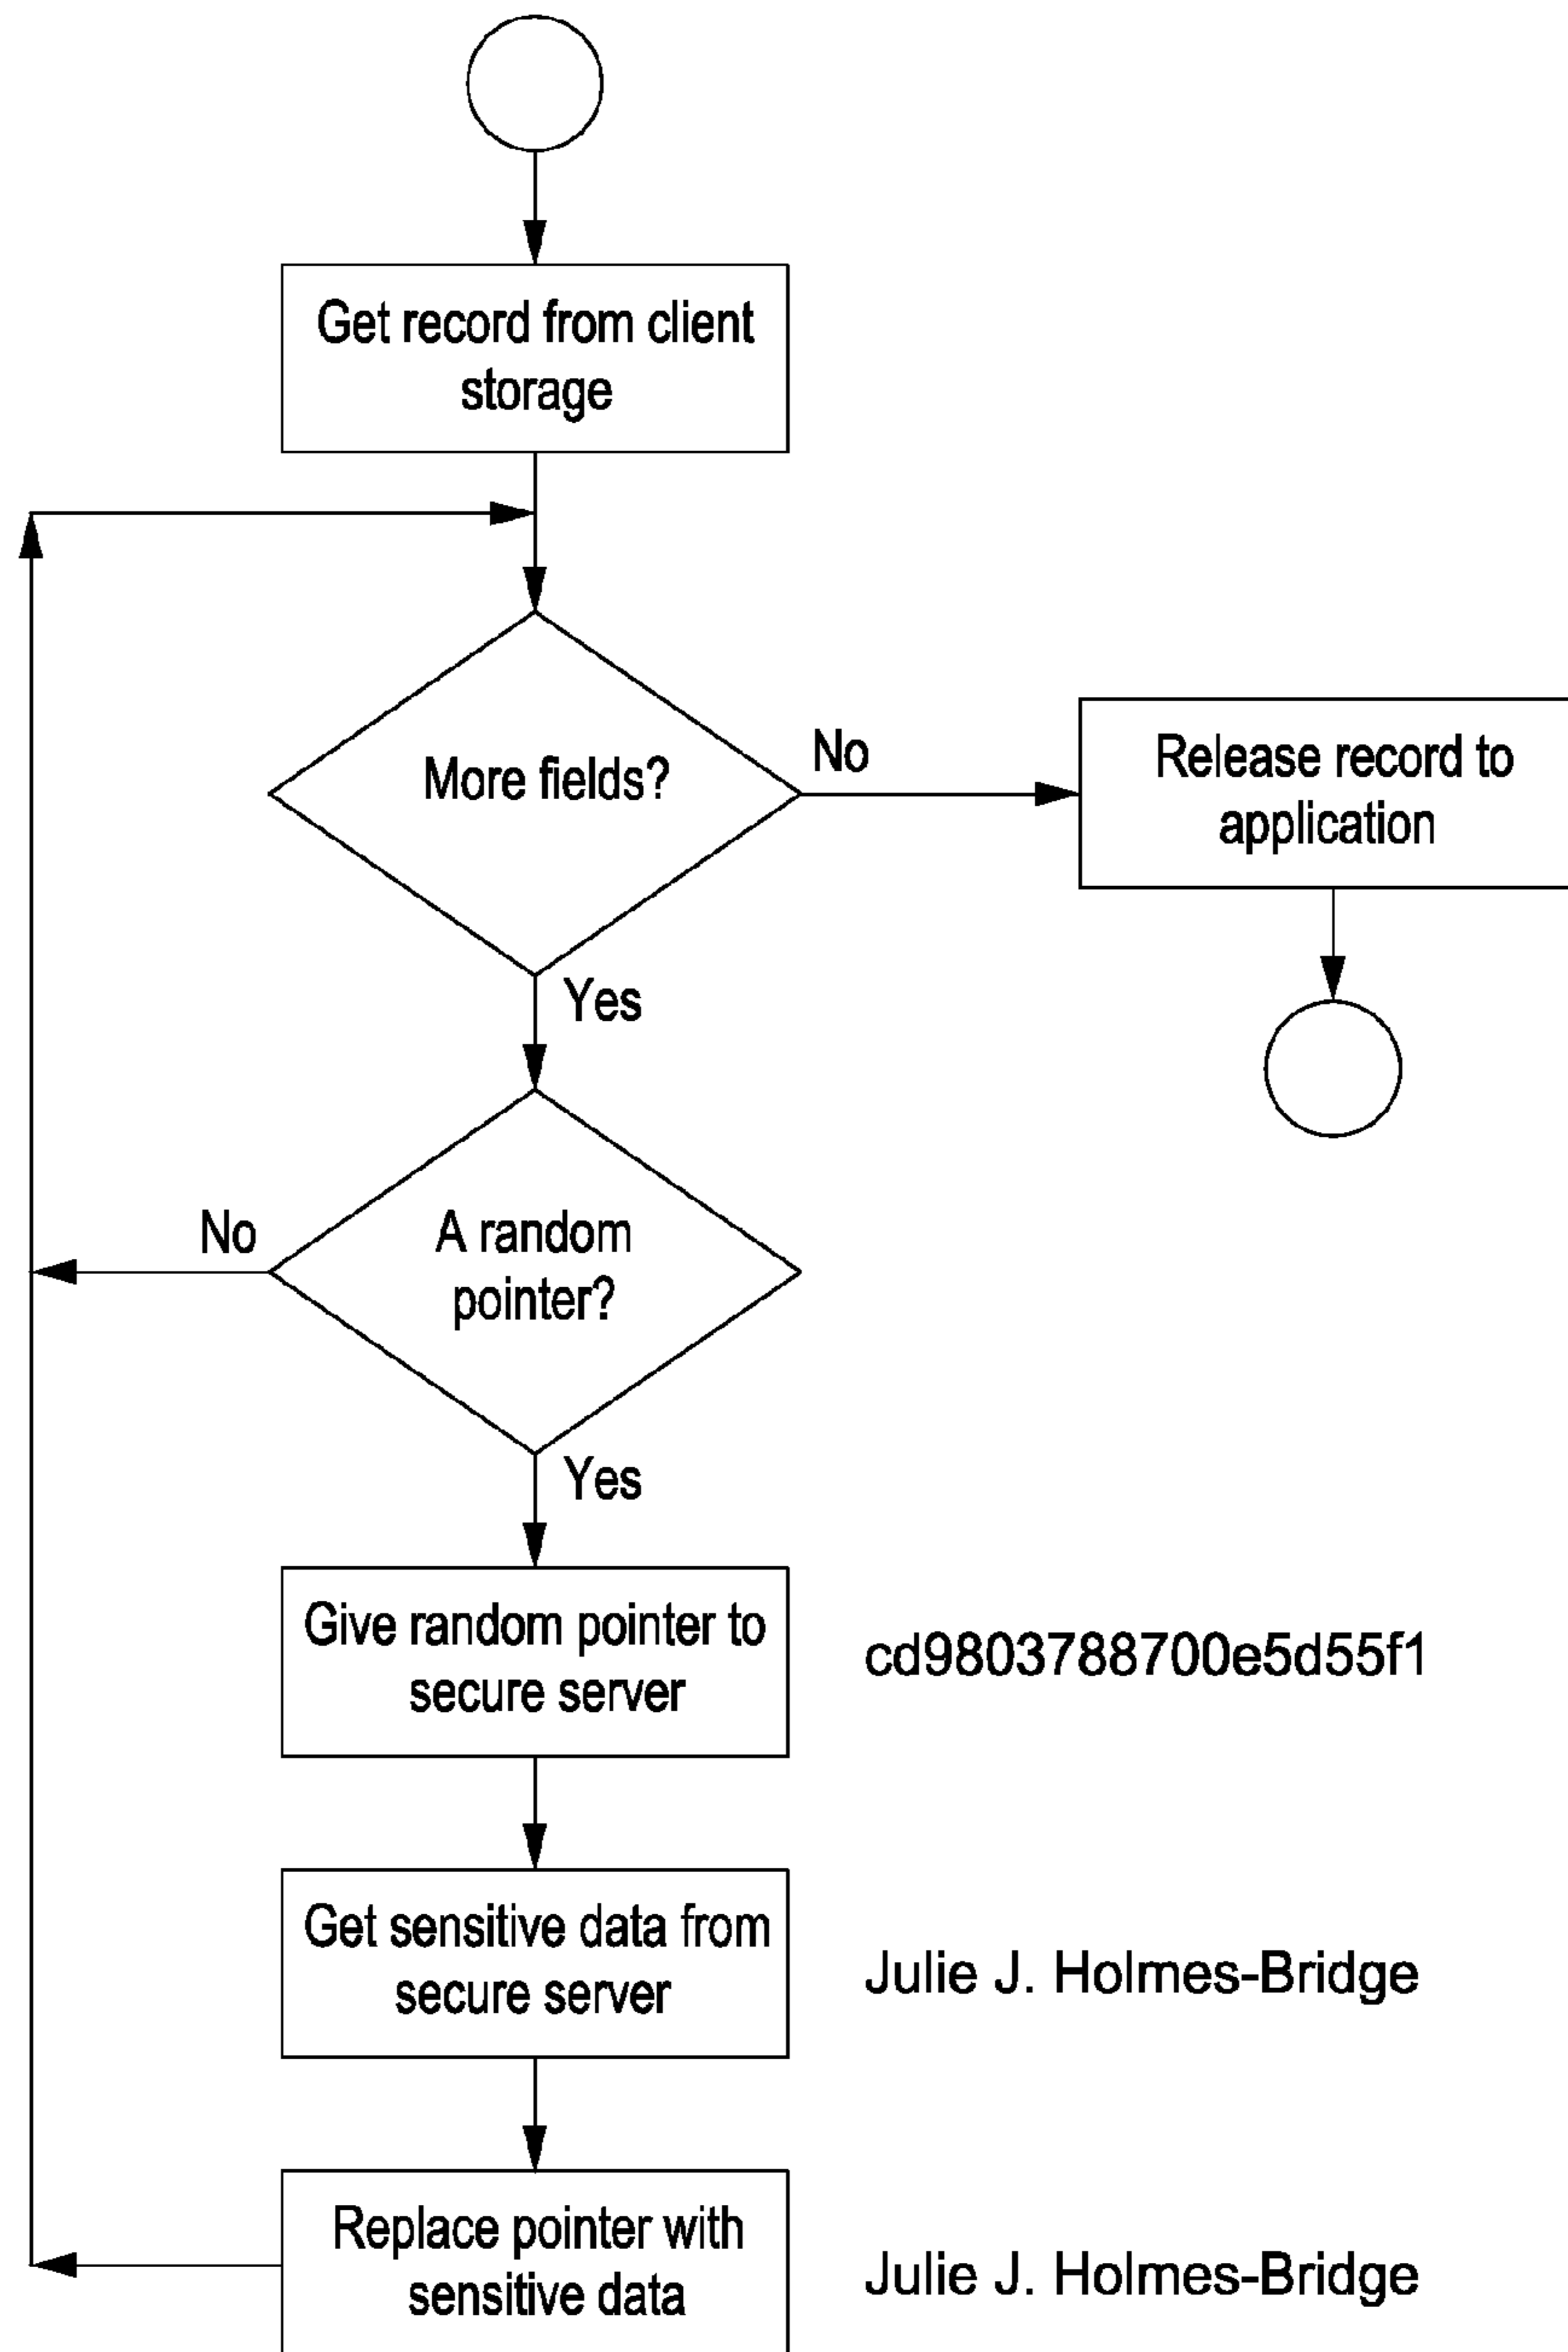 Get record from client
storage
More fields?
No
Release record to
application
Yes
A random
pointer?
No
Yes
Give random pointer to
secure server
cd9803788700e5d55f1
Get sensitive data from
secure server
Julie J. Holmes-Bridge
Replace pointer with
sensitive data
Julie J. Holmes-Bridge